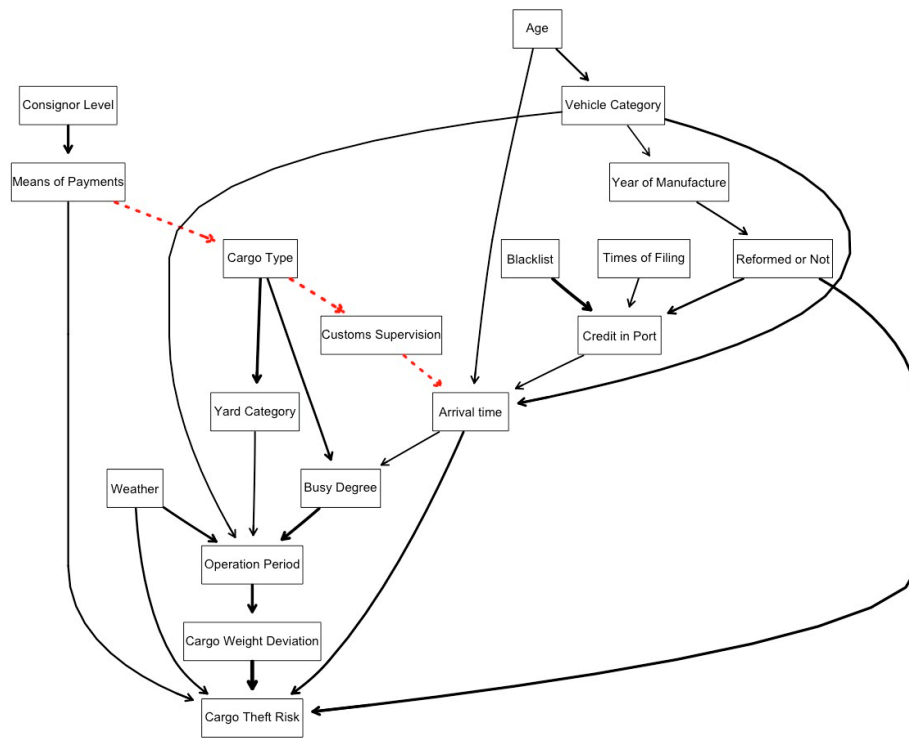 Age
Consignor Level
Vehicle Category
Means of Payments
Year of Manufacture
Cargo Type
Blacklist
Times of Filing
Reformed or Not
Customs Supervision
Credit in Port
Yard Category
Arrival time
Weather
Busy Degree
Operation Period
Cargo Weight Deviation
Cargo Theft Risk